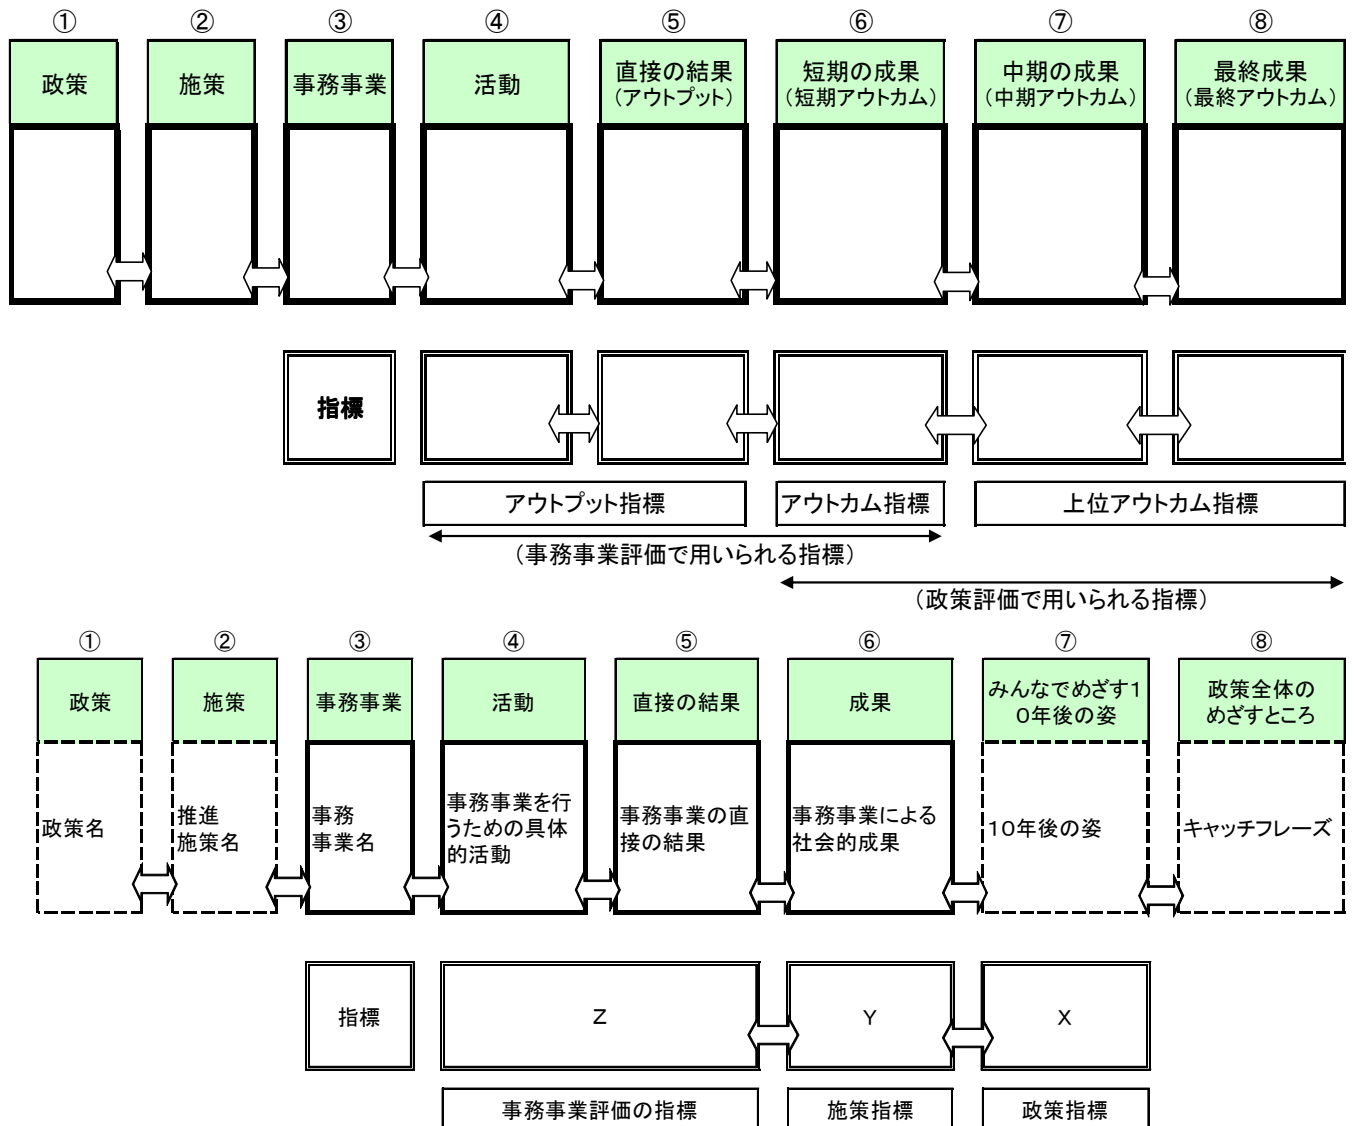 ① ② ③ ④ ⑤ ⑥ ⑦ ⑧
政策
施策
事務事業
活動
直接の結果
(アウトプット)
短期の成果
(短期アウトカム)
中期の成果
(中期アウトカム)
最終成果
(最終アウトカム)
指標
アウトプット指標
アウトカム指標
上位アウトカム指標
(事務事業評価で用いられる指標)
(政策評価で用いられる指標)
① ② ③ ④ ⑤ ⑥ ⑦ ⑧
政策
施策
事務事業
活動
直接の結果
成果
みんなでめざす1
0年後の姿
政策全体の
めざすところ
政策名
推進
施策名
事務
事業名
事務事業を行
うための具体
的活動
事務事業の直
接の結果
事務事業による
社会的成果
10年後の姿
キャッチフレーズ
指標
Z
Y
X
事務事業評価の指標
施策指標
政策指標